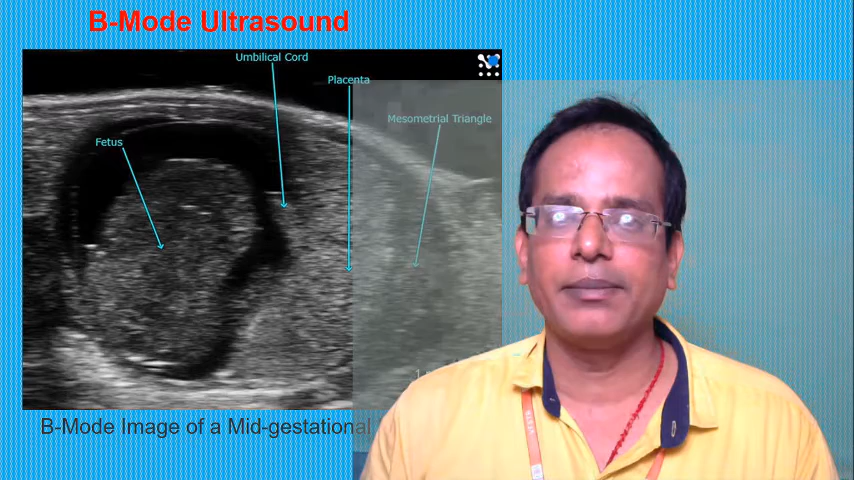 B-Mode Ultrasound
Umbilical Cord
Placenta
Mesometrial Triangle
Fetus
B-Mode Image of a Mid-gestational